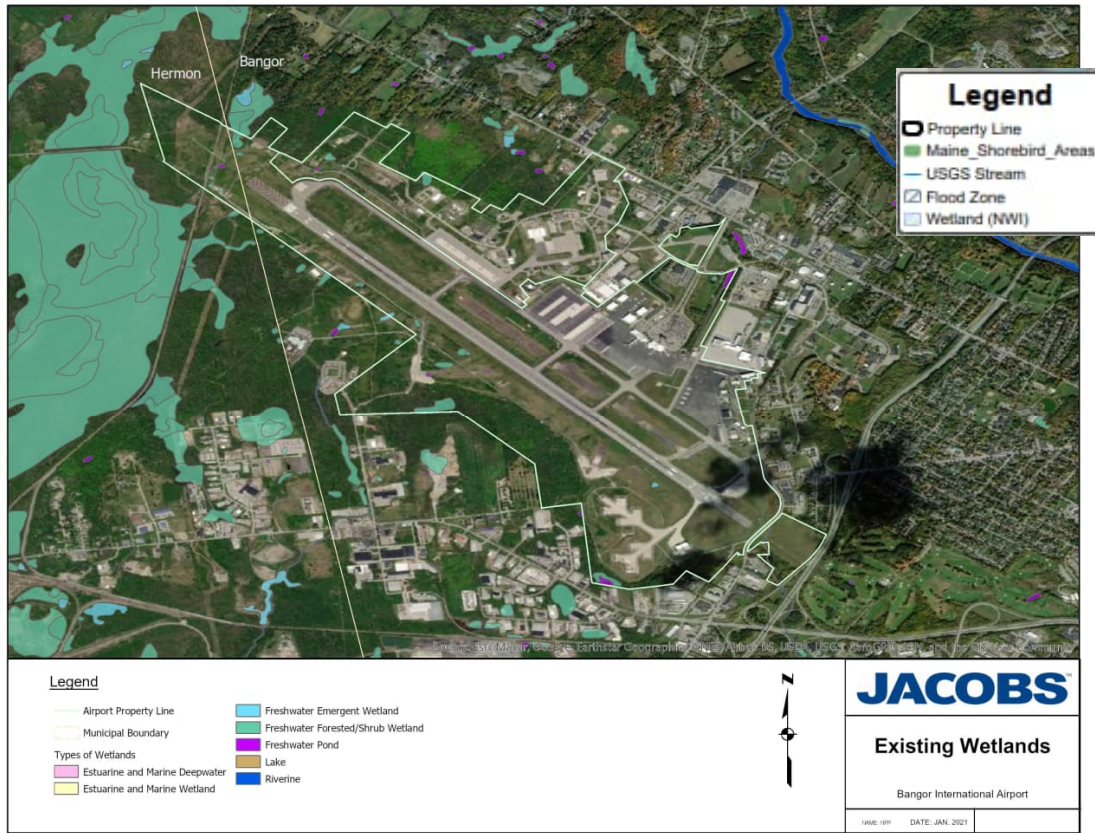 Hermon
Bangor
Legend
Property Line
Maine_Shorebird_Areas
USGS Stream
Flood Zone
Wetland (NWI)
Legend
Airport Property Line
Municipal Boundary
Types of Wetlands
Estuarine and Marine Deepwater
Estuarine and Marine Wetland
Freshwater Emergent Wetland
Freshwater Forested/Shrub Wetland
Freshwater Pond
Lake
Riverine
N
JACOBS
Existing Wetlands
Bangor International Airport
DATE: JAN. 2021